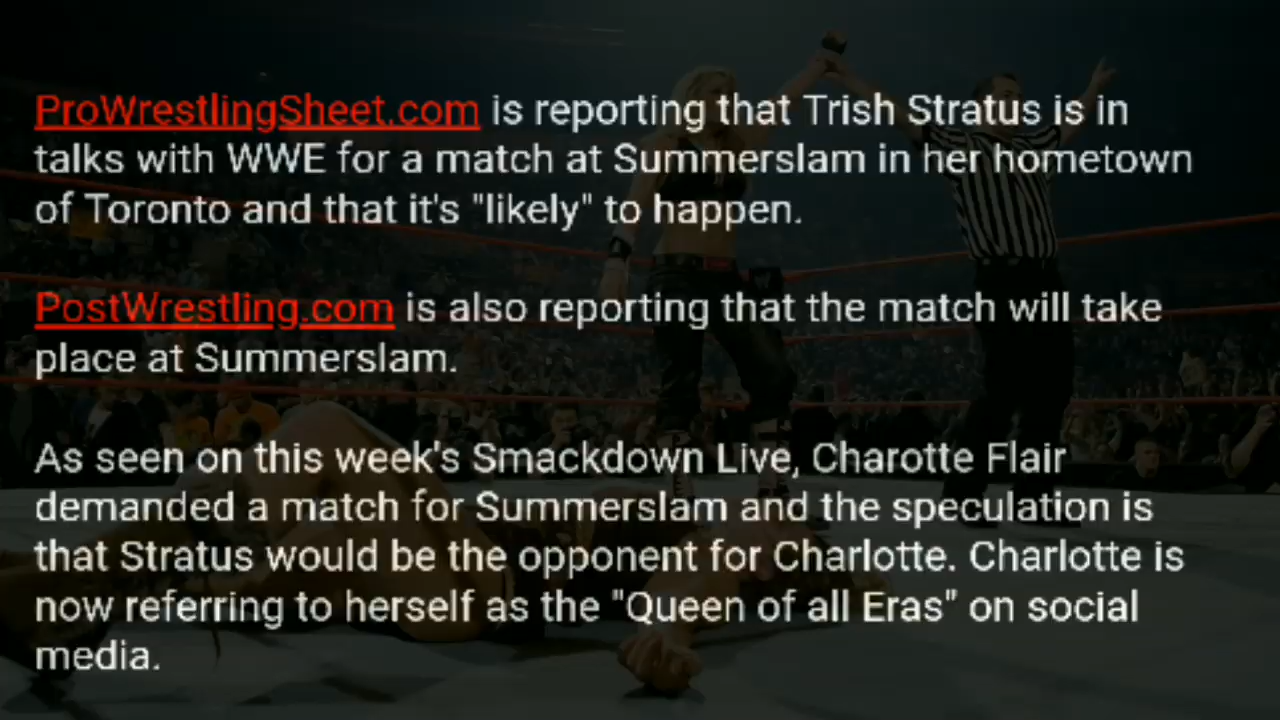 ProWrestlingSheet.com is reporting that Trish Stratus is in
talks with WWE for a match at Summerslam in her hometown
of Toronto and that it's "likely" to happen.
PostWrestling.com is also reporting that the match will take
place at Summerslam.
As seen on this week's Smackdown Live, Charotte Flair
demanded a match for Summerslam and the speculation is
that Stratus would be the opponent for Charlotte. Charlotte is
now referring to herself as the "Queen of all Eras" on social
media.